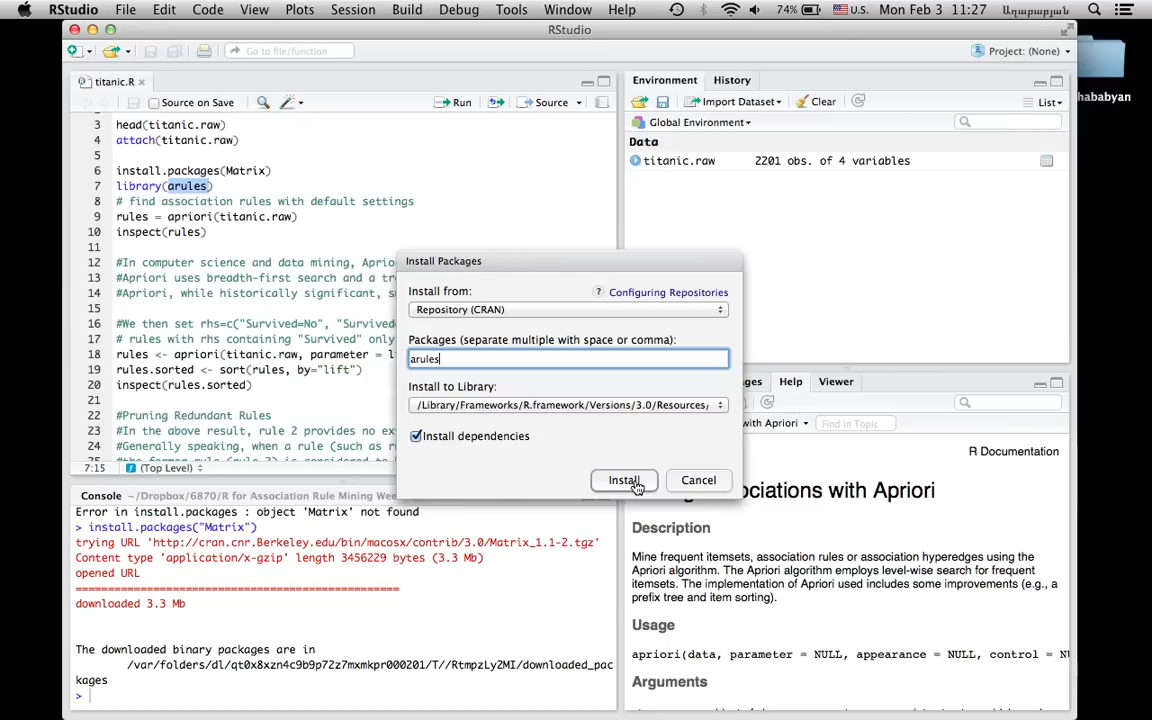 RStudio File Edit Code View Plots Session Build Debug Tools Window Help 74% U.S. Mon Feb 3 11:27 Աղաբաբյան
RStudio
Go to file/function
Project: (None)
titanic.R
Source on Save
Run
Source
3 head(titanic.raw)
4 attach(titanic.raw)
5
6 install.packages(Matrix)
7 library(arules)
8 # find association rules with default settings
9 rules = apriori(titanic.raw)
10 inspect(rules)
11
12 #In computer science and data mining, Aprio
13 #Apriori uses breadth-first search and a tr
14 #Apriori, while historically significant, su
15
16 #We then set rhs=c("Survived=No", "Survived
17 # rules with rhs containing "Survived" only
18 rules <- apriori(titanic.raw, parameter = l
19 rules.sorted <- sort(rules, by="lift")
20 inspect(rules.sorted)
21
22 #Pruning Redundant Rules
23 #In the above result, rule 2 provides no ex
24 #Generally speaking, when a rule (such as r
7:15 (Top Level)
Console ~/Dropbox/6870/R for Association Rule Mining Wee
Error in install.packages : object 'Matrix' not found
> install.packages("Matrix")
trying URL 'http://cran.cnr.Berkeley.edu/bin/macosx/contrib/3.0/Matrix_1.1-2.tgz'
Content type 'application/x-gzip' length 3456229 bytes (3.3 Mb)
opened URL
==================================================
downloaded 3.3 Mb
The downloaded binary packages are in
/var/folders/dl/qt0x8xzn4c9b9p72z7mxmkpr000201/T//RtmpzLy2MI/downloaded_pac
kages
>
Install Packages
Install from:
? Configuring Repositories
Repository (CRAN)
Packages (separate multiple with space or comma):
arules
Install to Library:
/Library/Frameworks/R.framework/Versions/3.0/Resources/
Install dependencies
Install
Cancel
Environment History
Import Dataset Clear List
Global Environment
Data
titanic.raw 2201 obs. of 4 variables
ges Help Viewer
with Apriori Find in Topic
R Documentation
ociations with Apriori
Description
Mine frequent itemsets, association rules or association hyperedges using the
Apriori algorithm. The Apriori algorithm employs level-wise search for frequent
itemsets. The implementation of Apriori used includes some improvements (e.g., a
prefix tree and item sorting).
Usage
apriori(data, parameter = NULL, appearance = NULL, control = NU
Arguments
hababyan